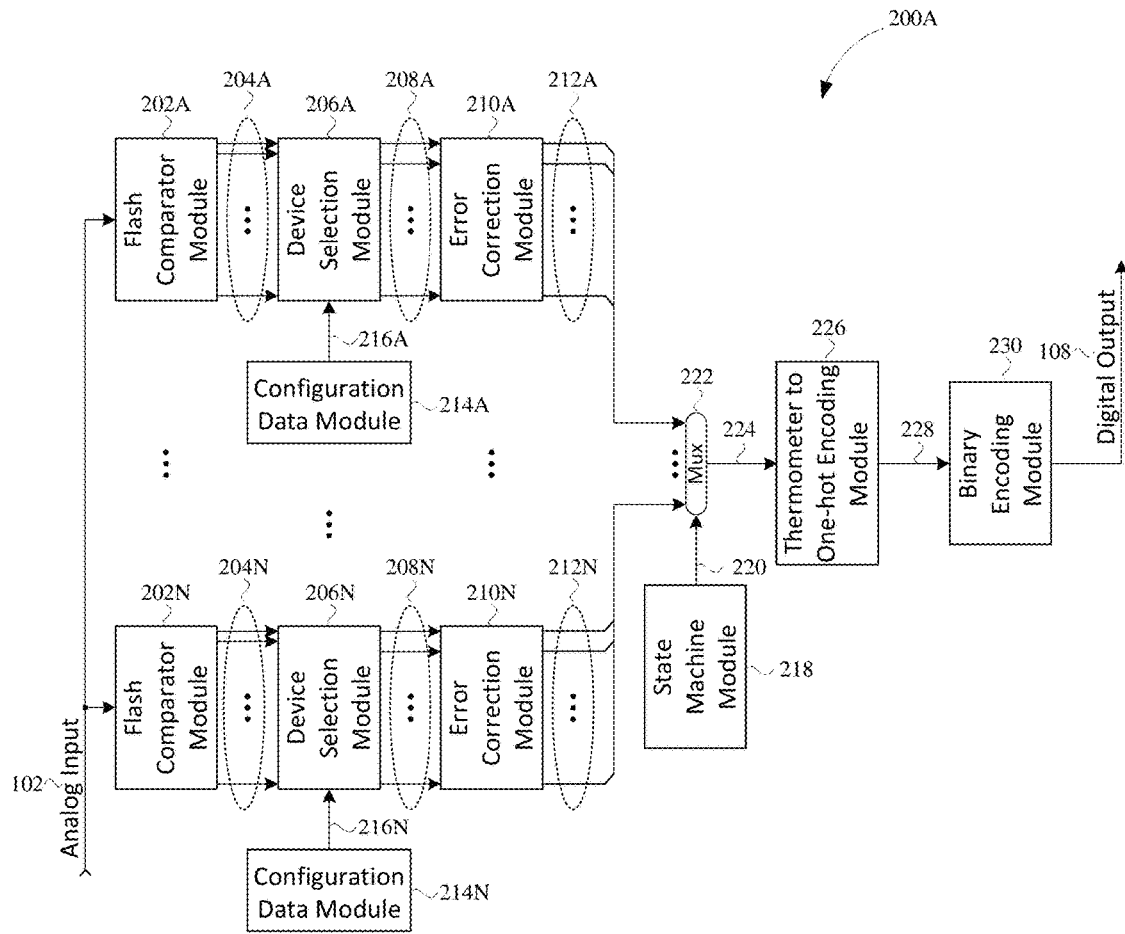 200A
204A
208A
212A
202A
206A
210A
Flash
Comparator
Module
Device
Selection
Module
Error
Correction
Module
216A
Configuration
Data Module
214A
222
Mux
224
226
Thermometer to
One-hot Encoding
Module
228
230
Binary
Encoding
Module
108
Digital Output
220
State
Machine
Module
218
204N
208N
212N
202N
206N
210N
Flash
Comparator
Module
Device
Selection
Module
Error
Correction
Module
102
Analog Input
216N
Configuration
Data Module
214N